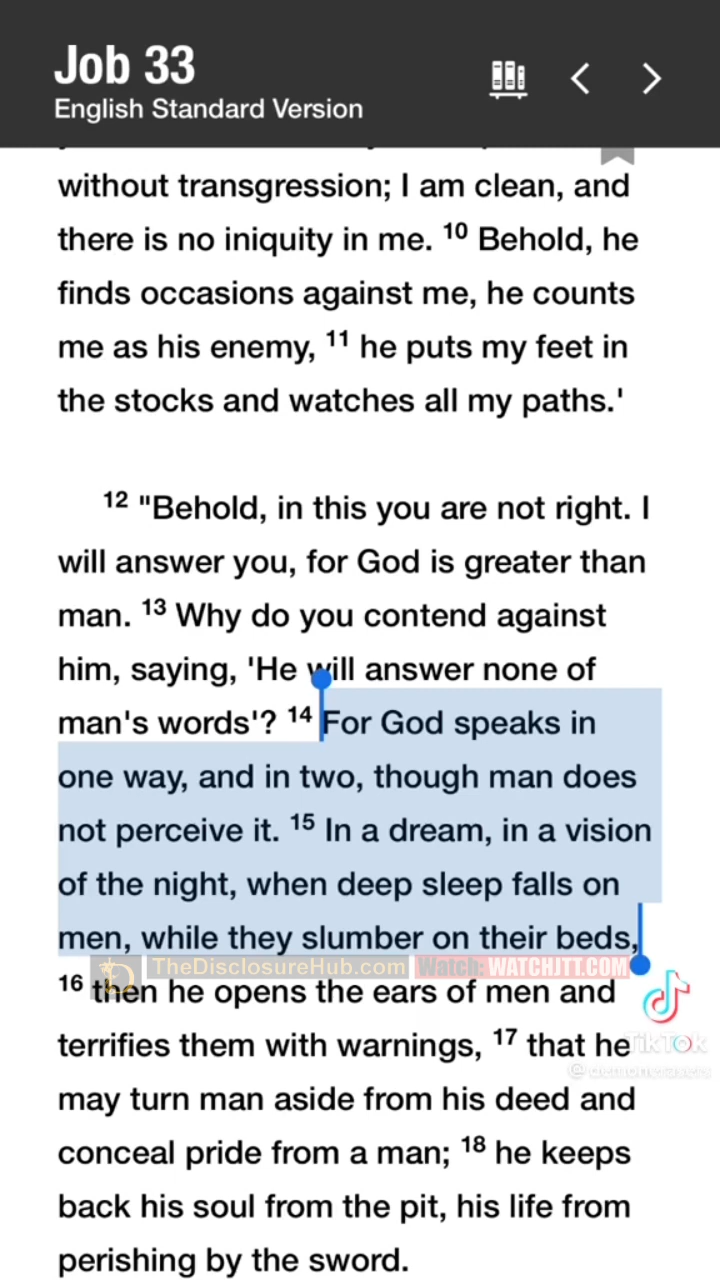 Job 33
English Standard Version
without transgression; I am clean, and
there is no iniquity in me. 10 Behold, he
finds occasions against me, he counts
me as his enemy, 11 he puts my feet in
the stocks and watches all my paths.'
12 "Behold, in this you are not right. I
will answer you, for God is greater than
man. 13 Why do you contend against
him, saying, 'He will answer none of
man's words'? 14 For God speaks in
one way, and in two, though man does
not perceive it. 15 In a dream, in a vision
of the night, when deep sleep falls on
men, while they slumber on their beds,
TheDisclosureHub.com Watch: WATCHJTT.COM
16 then he opens the ears of men and
terrifies them with warnings, 17 that he
TikTok
may turn man aside from his deed and
conceal pride from a man; 18 he keeps
back his soul from the pit, his life from
perishing by the sword.